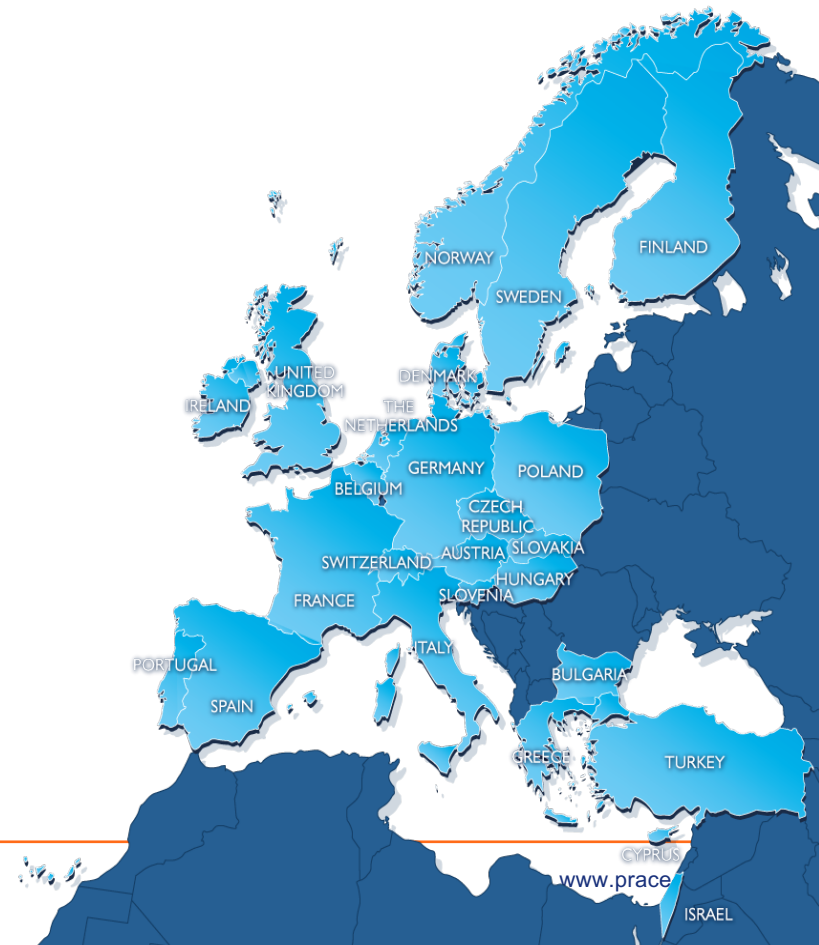 NORWAY
FINLAND
SWEDEN
UNITED
KINGDOM
DENMARK
IRELAND
THE
NETHERLANDS
GERMANY
POLAND
BELGIUM
CZECH
REPUBLIC
SWITZERLAND
AUSTRIA
SLOVAKIA
HUNGARY
SLOVENIA
FRANCE
ITALY
PORTUGAL
BULGARIA
SPAIN
GREECE
TURKEY
CYPRUS
www.prace
ISRAEL